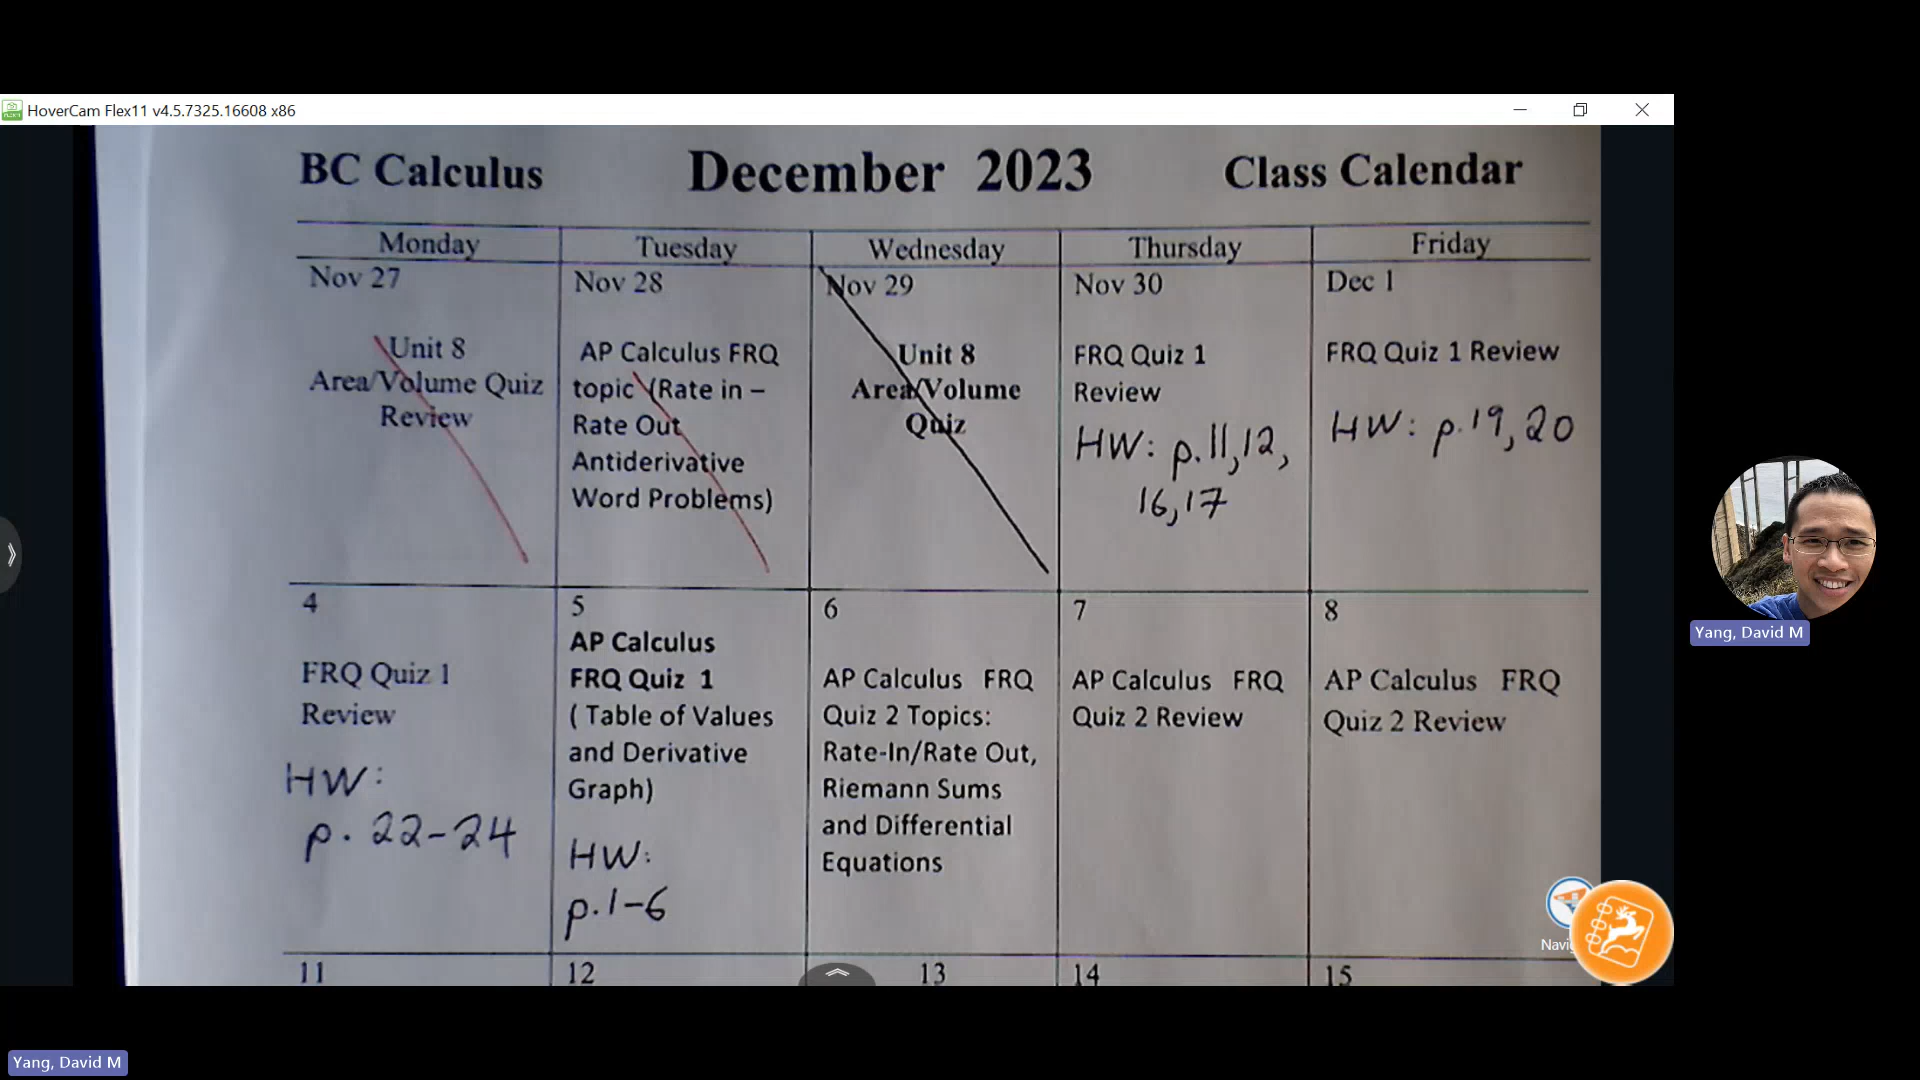 HoverCam Flex11 v4.5.7325.16608 x86
BC Calculus December 2023 Class Calendar
Monday Tuesday Wednesday Thursday Friday
Nov 27
Unit 8
Area/Volume Quiz
Review
Nov 28
AP Calculus FRQ
topic (Rate in –
Rate Out
Antiderivative
Word Problems)
Nov 29
Unit 8
Area/Volume
Quiz
Nov 30
FRQ Quiz 1
Review
HW: p.11,12,
16,17
Dec 1
FRQ Quiz 1 Review
HW: p.19,20
4
FRQ Quiz 1
Review
HW:
p. 22-24
5
AP Calculus
FRQ Quiz 1
( Table of Values
and Derivative
Graph)
HW:
p.1-6
6
AP Calculus FRQ
Quiz 2 Topics:
Rate-In/Rate Out,
Riemann Sums
and Differential
Equations
7
AP Calculus FRQ
Quiz 2 Review
8
AP Calculus FRQ
Quiz 2 Review
11 12 13 14 15
Yang, David M
Yang, David M